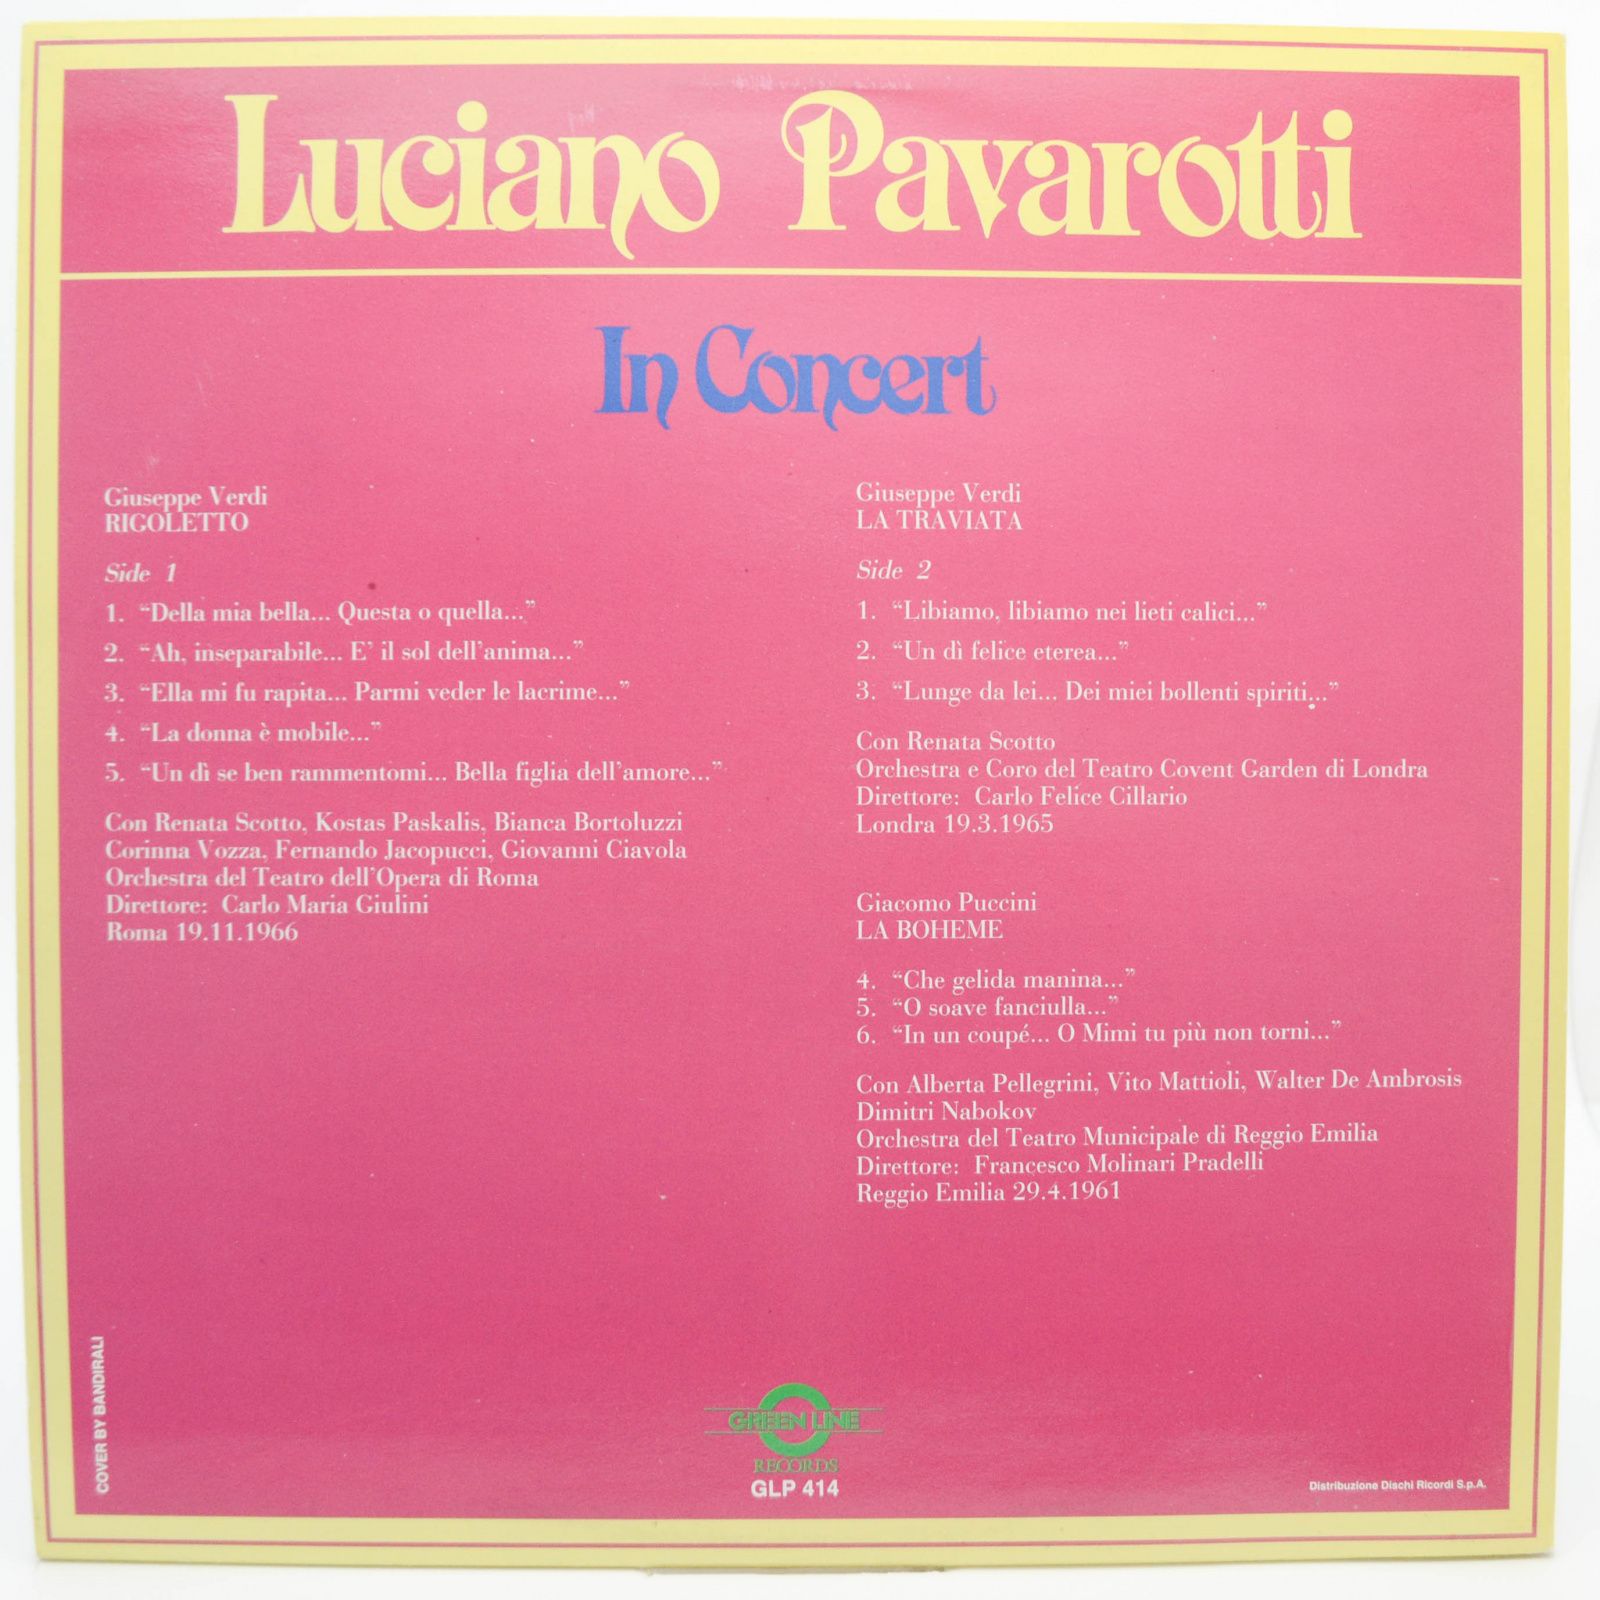 Luciano Pavarotti
In Concert
Giuseppe Verdi
RIGOLETTO
Side 1
1. “Della mia bella... Questa o quella...”
2. “Ah, inseparabile... E’ il sol dell’anima...”
3. “Ella mi fu rapita... Parmi veder le lacrime...”
4. “La donna è mobile...”
5. “Un dì se ben rammentomi... Bella figlia dell’amore...”
Con Renata Scotto, Kostas Paskalis, Bianca Bortoluzzi
Corinna Vozza, Fernando Jacopucci, Giovanni Ciavola
Orchestra del Teatro dell’Opera di Roma
Direttore: Carlo Maria Giulini
Roma 19.11.1966
Giuseppe Verdi
LA TRAVIATA
Side 2
1. “Libiamo, libiamo nei lieti calici...”
2. “Un dì felice eterea...”
3. “Lunge da lei... Dei miei bollenti spiriti...”
Con Renata Scotto
Orchestra e Coro del Teatro Covent Garden di Londra
Direttore: Carlo Felice Cillario
Londra 19.3.1965
Giacomo Puccini
LA BOHEME
4. “Che gelida manina...”
5. “O soave fanciulla...”
6. “In un coupé... O Mimi tu più non torni...”
Con Alberta Pellegrini, Vito Mattioli, Walter De Ambrosis
Dimitri Nabokov
Orchestra del Teatro Municipale di Reggio Emilia
Direttore: Francesco Molinari Pradelli
Reggio Emilia 29.4.1961
COVER BY BANDIRALI
GREEN LINE
RECORDS
GLP 414
Distribuzione Dischi Ricordi S.p.A.